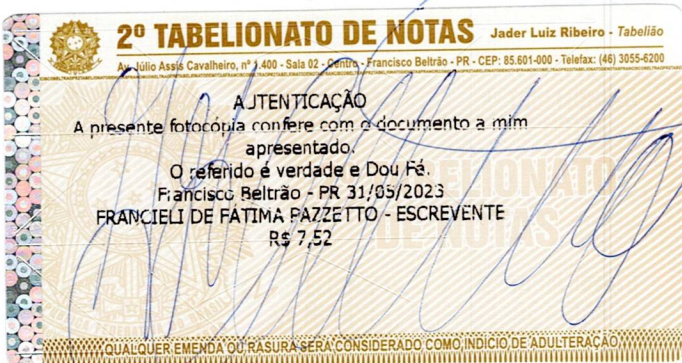 2º TABELIONATO DE NOTAS Jader Luiz Ribeiro - Tabelião
Av. Júlio Assis Cavalheiro, nº 1.400 - Sala 02 - Centro - Francisco Beltrão - PR - CEP: 85.601-000 - Telefax: (46) 3055-6200
AUTENTICAÇÃO
A presente fotocópia confere com o documento a mim
apresentado.
O referido é verdade e Dou Fé.
Francisco Beltrão - PR 31/05/2023
FRANCIELI DE FÁTIMA PAZZETTO - ESCREVENTE
R$ 7,52
TABELIONATO
DE NOTAS
QUALQUER EMENDA OU RASURA SERÁ CONSIDERADO COMO INDÍCIO DE ADULTERAÇÃO